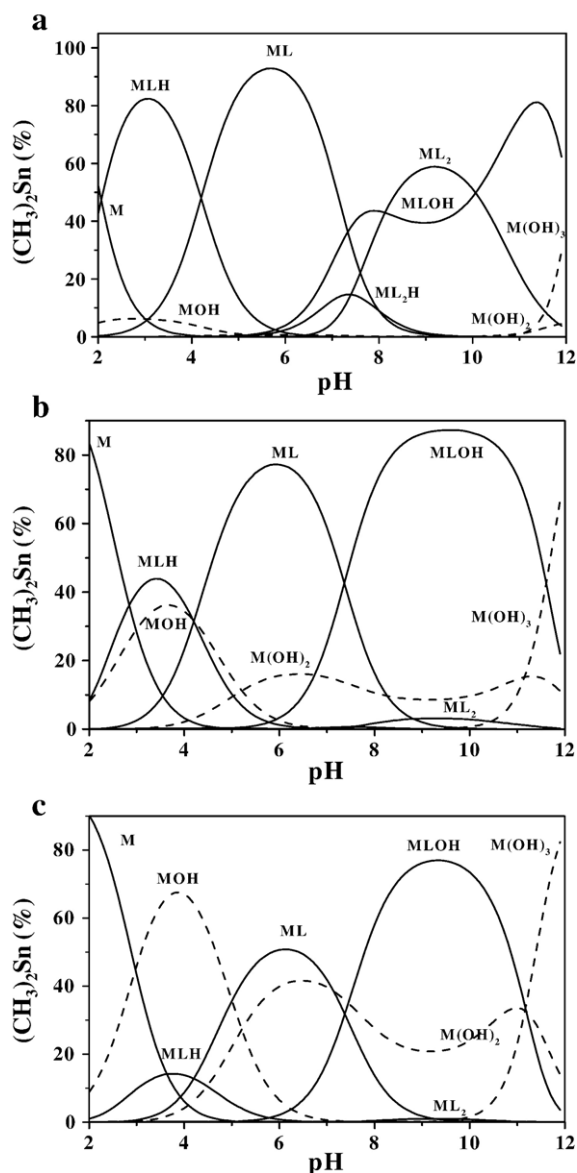 a
100
80
60
40
20
0
(CH₃)₂Sn (%)
MLH
ML
M
MOH
ML₂
MLOH
ML₂H
M(OH)₃
M(OH)₂
2 4 6 8 10 12
pH
b
80
60
40
20
0
(CH₃)₂Sn (%)
M
ML
MLOH
MLH
MOH
M(OH)₂
M(OH)₃
ML₂
2 4 6 8 10 12
pH
c
80
60
40
20
0
(CH₃)₂Sn (%)
M
MOH
MLOH
M(OH)₃
ML
MLH
M(OH)₂
ML₂
2 4 6 8 10 12
pH